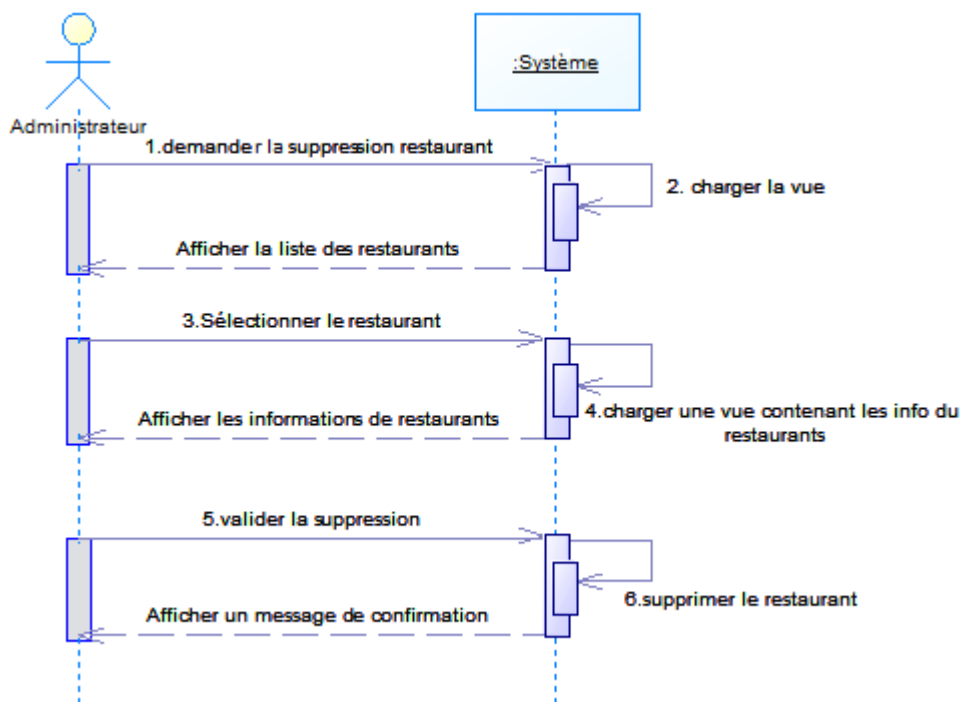 :Système
Administrateur
1.demander la suppression restaurant
2. charger la vue
Afficher la liste des restaurants
3.Sélectionner le restaurant
4.charger une vue contenant les info du
restaurants
Afficher les informations de restaurants
5.valider la suppression
6.supprimer le restaurant
Afficher un message de confirmation